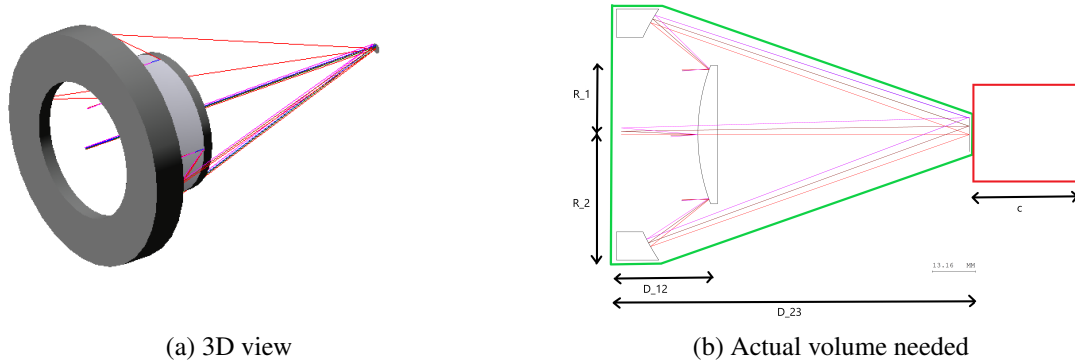 R_1
R_2
D_12
D_23
c
13.16 MM
(a) 3D view
(b) Actual volume needed